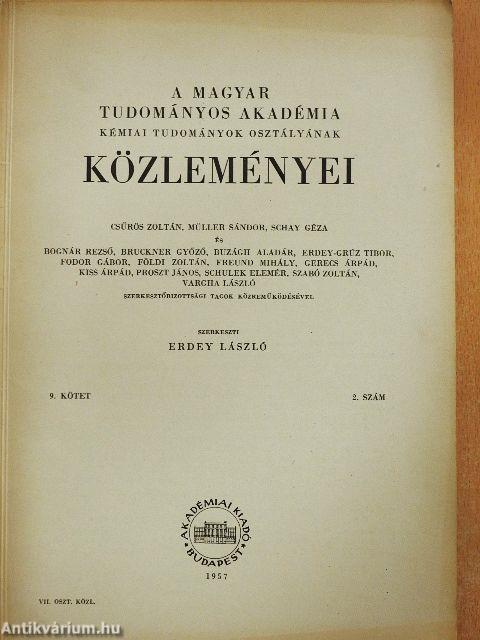 A MAGYAR
TUDOMÁNYOS AKADÉMIA
KÉMIAI TUDOMÁNYOK OSZTÁLYÁNAK
KÖZLEMÉNYEI
CSŰRÖS ZOLTÁN, MÜLLER SÁNDOR, SCHAY GÉZA
ÉS
BOGNÁR REZSŐ, BRUCKNER GYŐZŐ, BUZÁGH ALADÁR, ERDEY-GRÚZ TIBOR,
FODOR GÁBOR, FÖLDI ZOLTÁN, FREUND MIHÁLY, GERECS ÁRPÁD,
KISS ÁRPÁD, PROSZT JÁNOS, SCHULEK ELEMÉR, SZABÓ ZOLTÁN,
VARGHA LÁSZLÓ
SZERKESZTŐBIZOTTSÁGI TAGOK KÖZREMŰKÖDÉSÉVEL
SZERKESZTI
ERDEY LÁSZLÓ
9. KÖTET 2. SZÁM
AKADÉMIAI KIADÓ
BUDAPEST
1957
VII. OSZT. KÖZL.
Antikvárium.hu